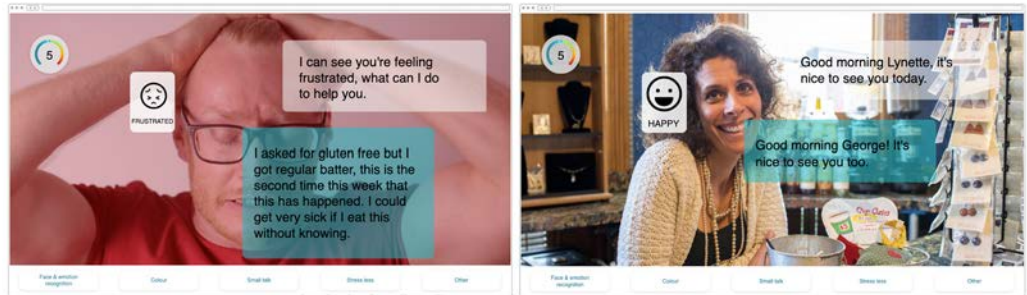 5
I can see you're feeling
frustrated, what can I do
to help you.
FRUSTRATED
I asked for gluten free but I
got regular batter, this is the
second time this week that
this has happened. I could
get very sick if I eat this
without knowing.
Face & emotion
recognition
Colour
Small talk
Stress less
Other
5
Good morning Lynette, it's
nice to see you today.
HAPPY
Good morning George! It's
nice to see you too.
Face & emotion
recognition
Colour
Small talk
Stress less
Other